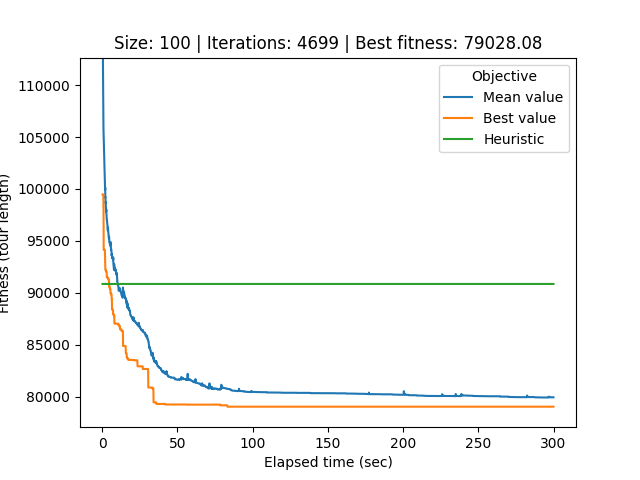 Size: 100 | Iterations: 4699 | Best fitness: 79028.08
Objective
Mean value
Best value
Heuristic
110000
105000
100000
95000
90000
85000
80000
Fitness (tour length)
0 50 100 150 200 250 300
Elapsed time (sec)